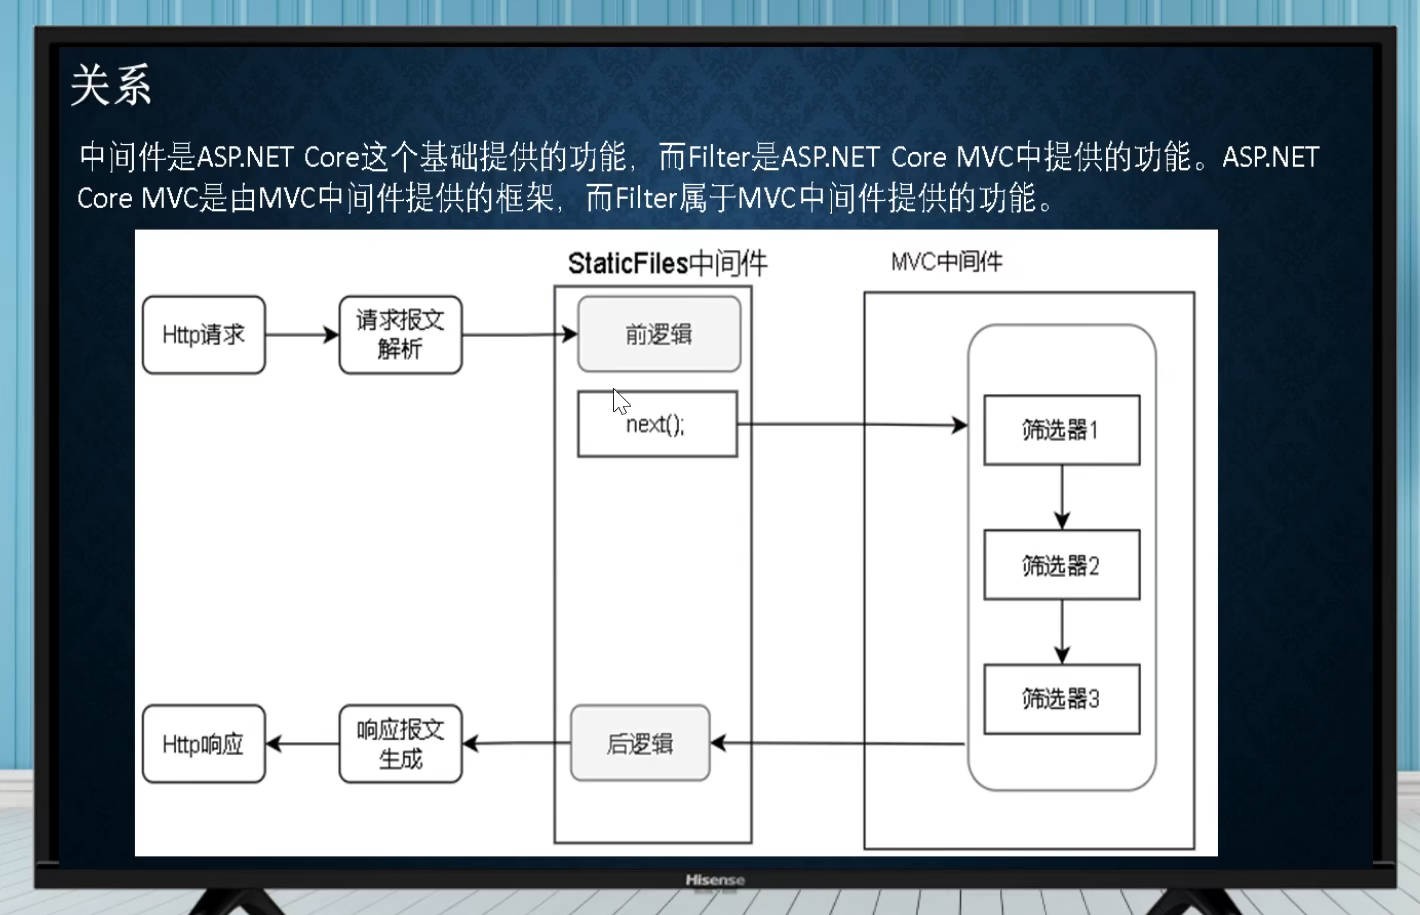 关系
中间件是ASP.NET Core这个基础提供的功能，而Filter是ASP.NET Core MVC中提供的功能。ASP.NET
Core MVC是由MVC中间件提供的框架，而Filter属于MVC中间件提供的功能。
StaticFiles中间件
MVC中间件
Http请求
请求报文
解析
前逻辑
next();
筛选器1
筛选器2
筛选器3
Http响应
响应报文
生成
后逻辑
Hisense